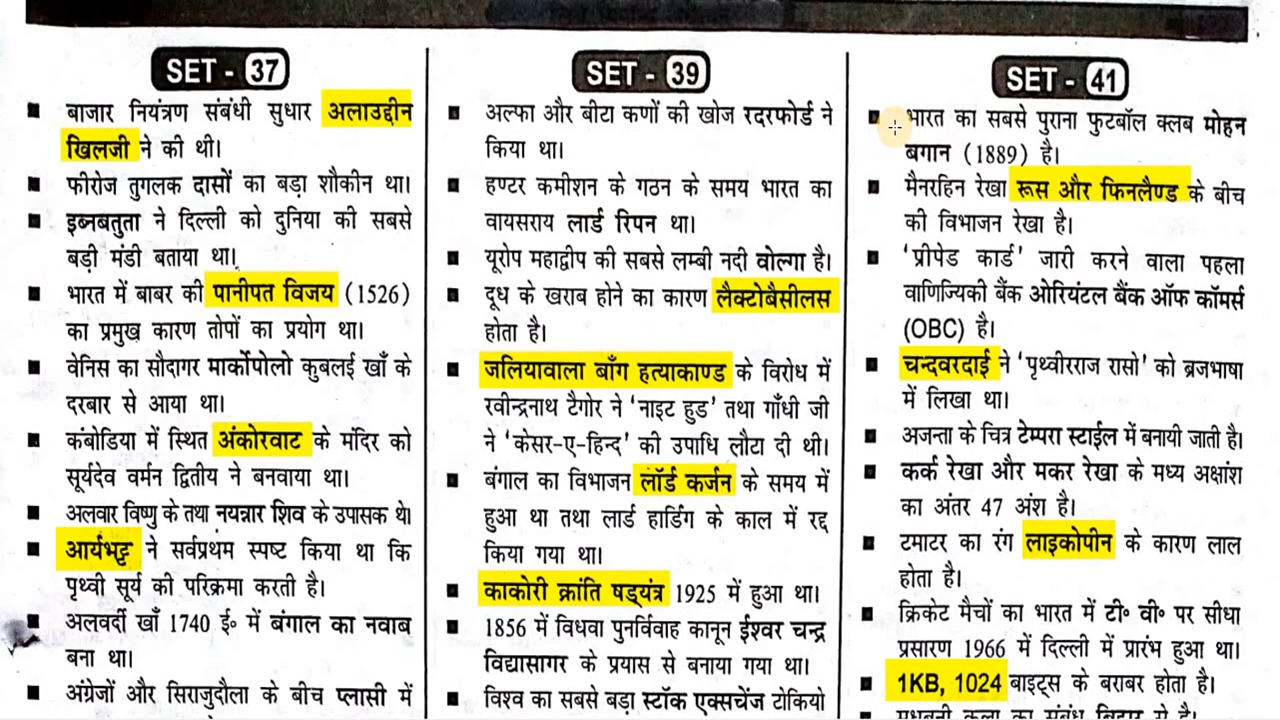 SET - 37
■ बाजार नियंत्रण संबंधी सुधार अलाउद्दीन
खिलजी ने की थी।
■ फीरोज तुगलक दासों का बड़ा शौकीन था।
■ इब्नबतुता ने दिल्ली को दुनिया की सबसे
बड़ी मंडी बताया था।
■ भारत में बाबर की पानीपत विजय (1526)
का प्रमुख कारण तोपों का प्रयोग था।
■ वेनिस का सौदागर मार्कोपोलो कुबलई खाँ के
दरबार से आया था।
■ कंबोडिया में स्थित अंकोरवाट के मंदिर को
सूर्यदेव वर्मन द्वितीय ने बनवाया था।
■ अलवार विष्णु के तथा नयन्नार शिव के उपासक थे।
■ आर्यभट्ट ने सर्वप्रथम स्पष्ट किया था कि
पृथ्वी सूर्य की परिक्रमा करती है।
■ अलवर्दी खाँ 1740 ई॰ में बंगाल का नवाब
बना था।
■ अंग्रेजों और सिराजुदौला के बीच प्लासी में
SET - 39
■ अल्फा और बीटा कणों की खोज रदरफोर्ड ने
किया था।
■ हण्टर कमीशन के गठन के समय भारत का
वायसराय लार्ड रिपन था।
■ यूरोप महाद्वीप की सबसे लम्बी नदी वोल्गा है।
■ दूध के खराब होने का कारण लैक्टोबैसीलस
होता है।
■ जलियावाला बाँग हत्याकाण्ड के विरोध में
रवीन्द्रनाथ टैगोर ने ‘नाइट हुड’ तथा गाँधी जी
ने ‘केसर-ए-हिन्द’ की उपाधि लौटा दी थी।
■ बंगाल का विभाजन लॉर्ड कर्जन के समय में
हुआ था तथा लार्ड हार्डिंग के काल में रद्द
किया गया था।
■ काकोरी क्रांति षड्यंत्र 1925 में हुआ था।
■ 1856 में विधवा पुनर्विवाह कानून ईश्वर चन्द्र
विद्यासागर के प्रयास से बनाया गया था।
■ विश्व का सबसे बड़ा स्टॉक एक्सचेंज टोकियो
SET - 41
■ भारत का सबसे पुराना फुटबॉल क्लब मोहन
बगान (1889) है।
■ मैनरहिन रेखा रूस और फिनलैण्ड के बीच
की विभाजन रेखा है।
■ ‘प्रीपेड कार्ड’ जारी करने वाला पहला
वाणिज्यिकी बैंक ओरियंटल बैंक ऑफ कॉमर्स
(OBC) है।
■ चन्दवरदाई ने ‘पृथ्वीरराज रासो’ को ब्रजभाषा
में लिखा था।
■ अजन्ता के चित्र टेम्परा स्टाईल में बनायी जाती है।
■ कर्क रेखा और मकर रेखा के मध्य अक्षांश
का अंतर 47 अंश है।
■ टमाटर का रंग लाइकोपीन के कारण लाल
होता है।
■ क्रिकेट मैचों का भारत में टी॰ वी॰ पर सीधा
प्रसारण 1966 में दिल्ली में प्रारंभ हुआ था।
■ 1KB, 1024 बाइट्स के बराबर होता है।